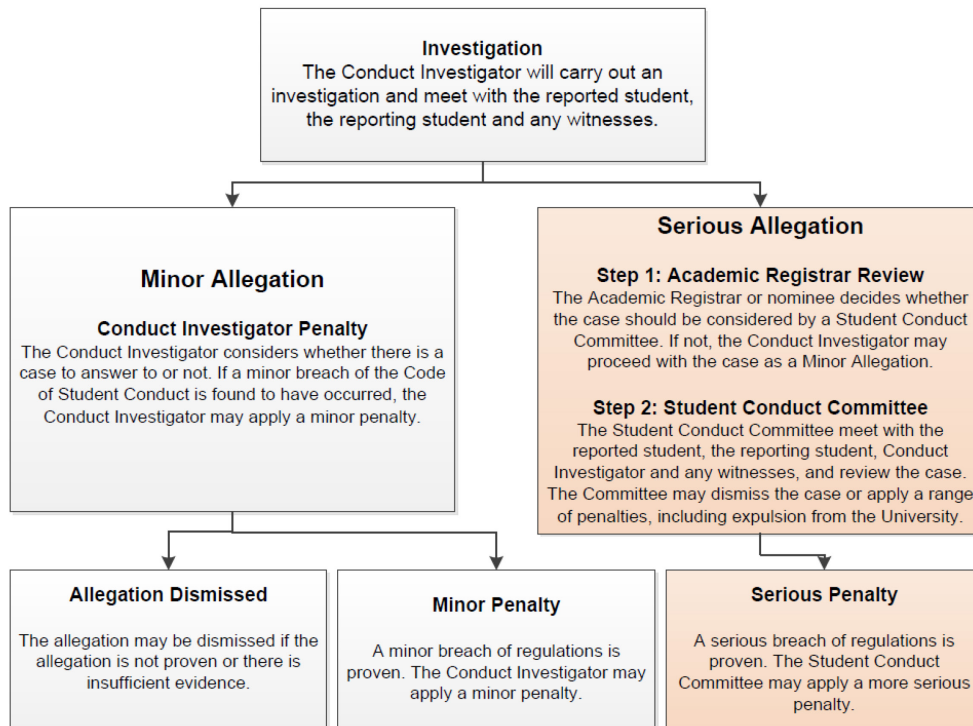 Investigation
The Conduct Investigator will carry out an
investigation and meet with the reported student,
the reporting student and any witnesses.
Minor Allegation
Conduct Investigator Penalty
The Conduct Investigator considers whether there is a
case to answer to or not. If a minor breach of the Code
of Student Conduct is found to have occurred, the
Conduct Investigator may apply a minor penalty.
Serious Allegation
Step 1: Academic Registrar Review
The Academic Registrar or nominee decides whether
the case should be considered by a Student Conduct
Committee. If not, the Conduct Investigator may
proceed with the case as a Minor Allegation.
Step 2: Student Conduct Committee
The Student Conduct Committee meet with the
reported student, the reporting student, Conduct
Investigator and any witnesses, and review the case.
The Committee may dismiss the case or apply a range
of penalties, including expulsion from the University.
Allegation Dismissed
The allegation may be dismissed if the
allegation is not proven or there is
insufficient evidence.
Minor Penalty
A minor breach of regulations is
proven. The Conduct Investigator may
apply a minor penalty.
Serious Penalty
A serious breach of regulations is
proven. The Student Conduct
Committee may apply a more serious
penalty.